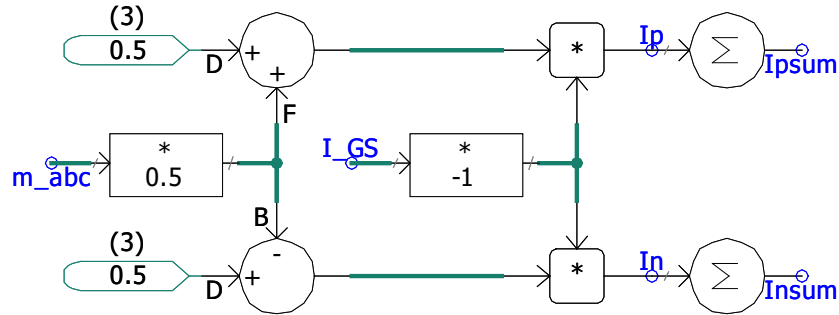 (3)
0.5
D
+
+
F
*
Ip
Σ
Ipsum
m_abc
*
0.5
I_GS
*
-1
B
(3)
0.5
D
+
-
*
In
Σ
Insum